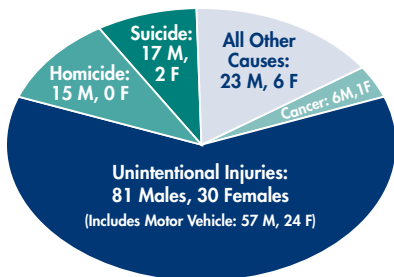 Suicide:
17 M,
2 F
All Other
Causes:
23 M, 6 F
Homicide:
15 M, 0 F
Cancer: 6M,1F
Unintentional Injuries:
81 Males, 30 Females
(Includes Motor Vehicle: 57 M, 24 F)